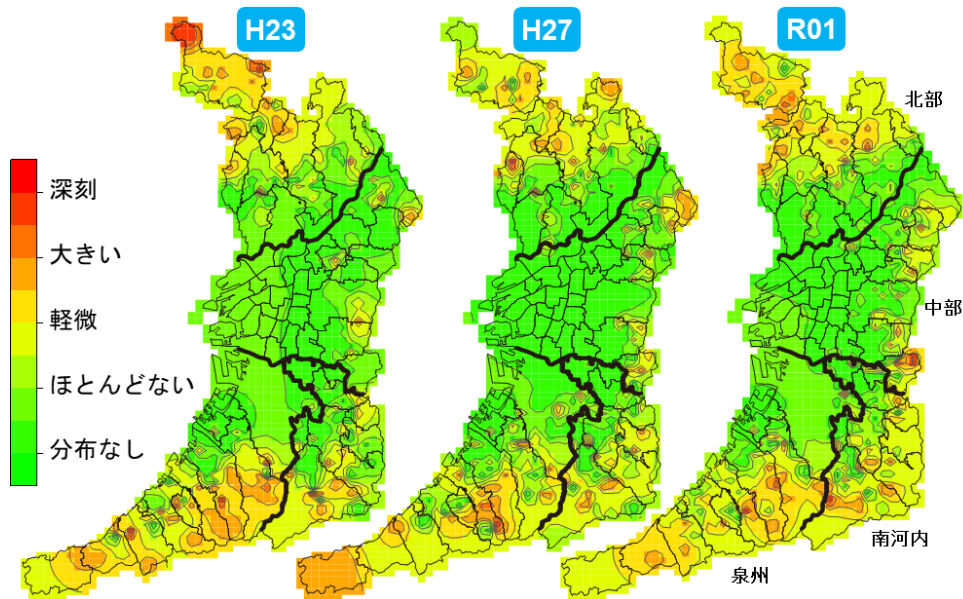 H23
H27
R01
北部
深刻
大きい
軽微
ほとんどない
分布なし
中部
南河内
泉州